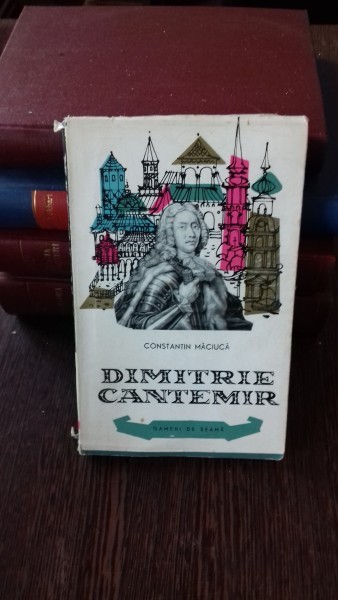 CONSTANTIN MĂCIUCĂ
DIMITRIE
CANTEMIR
OAMENI DE SEAMĂ